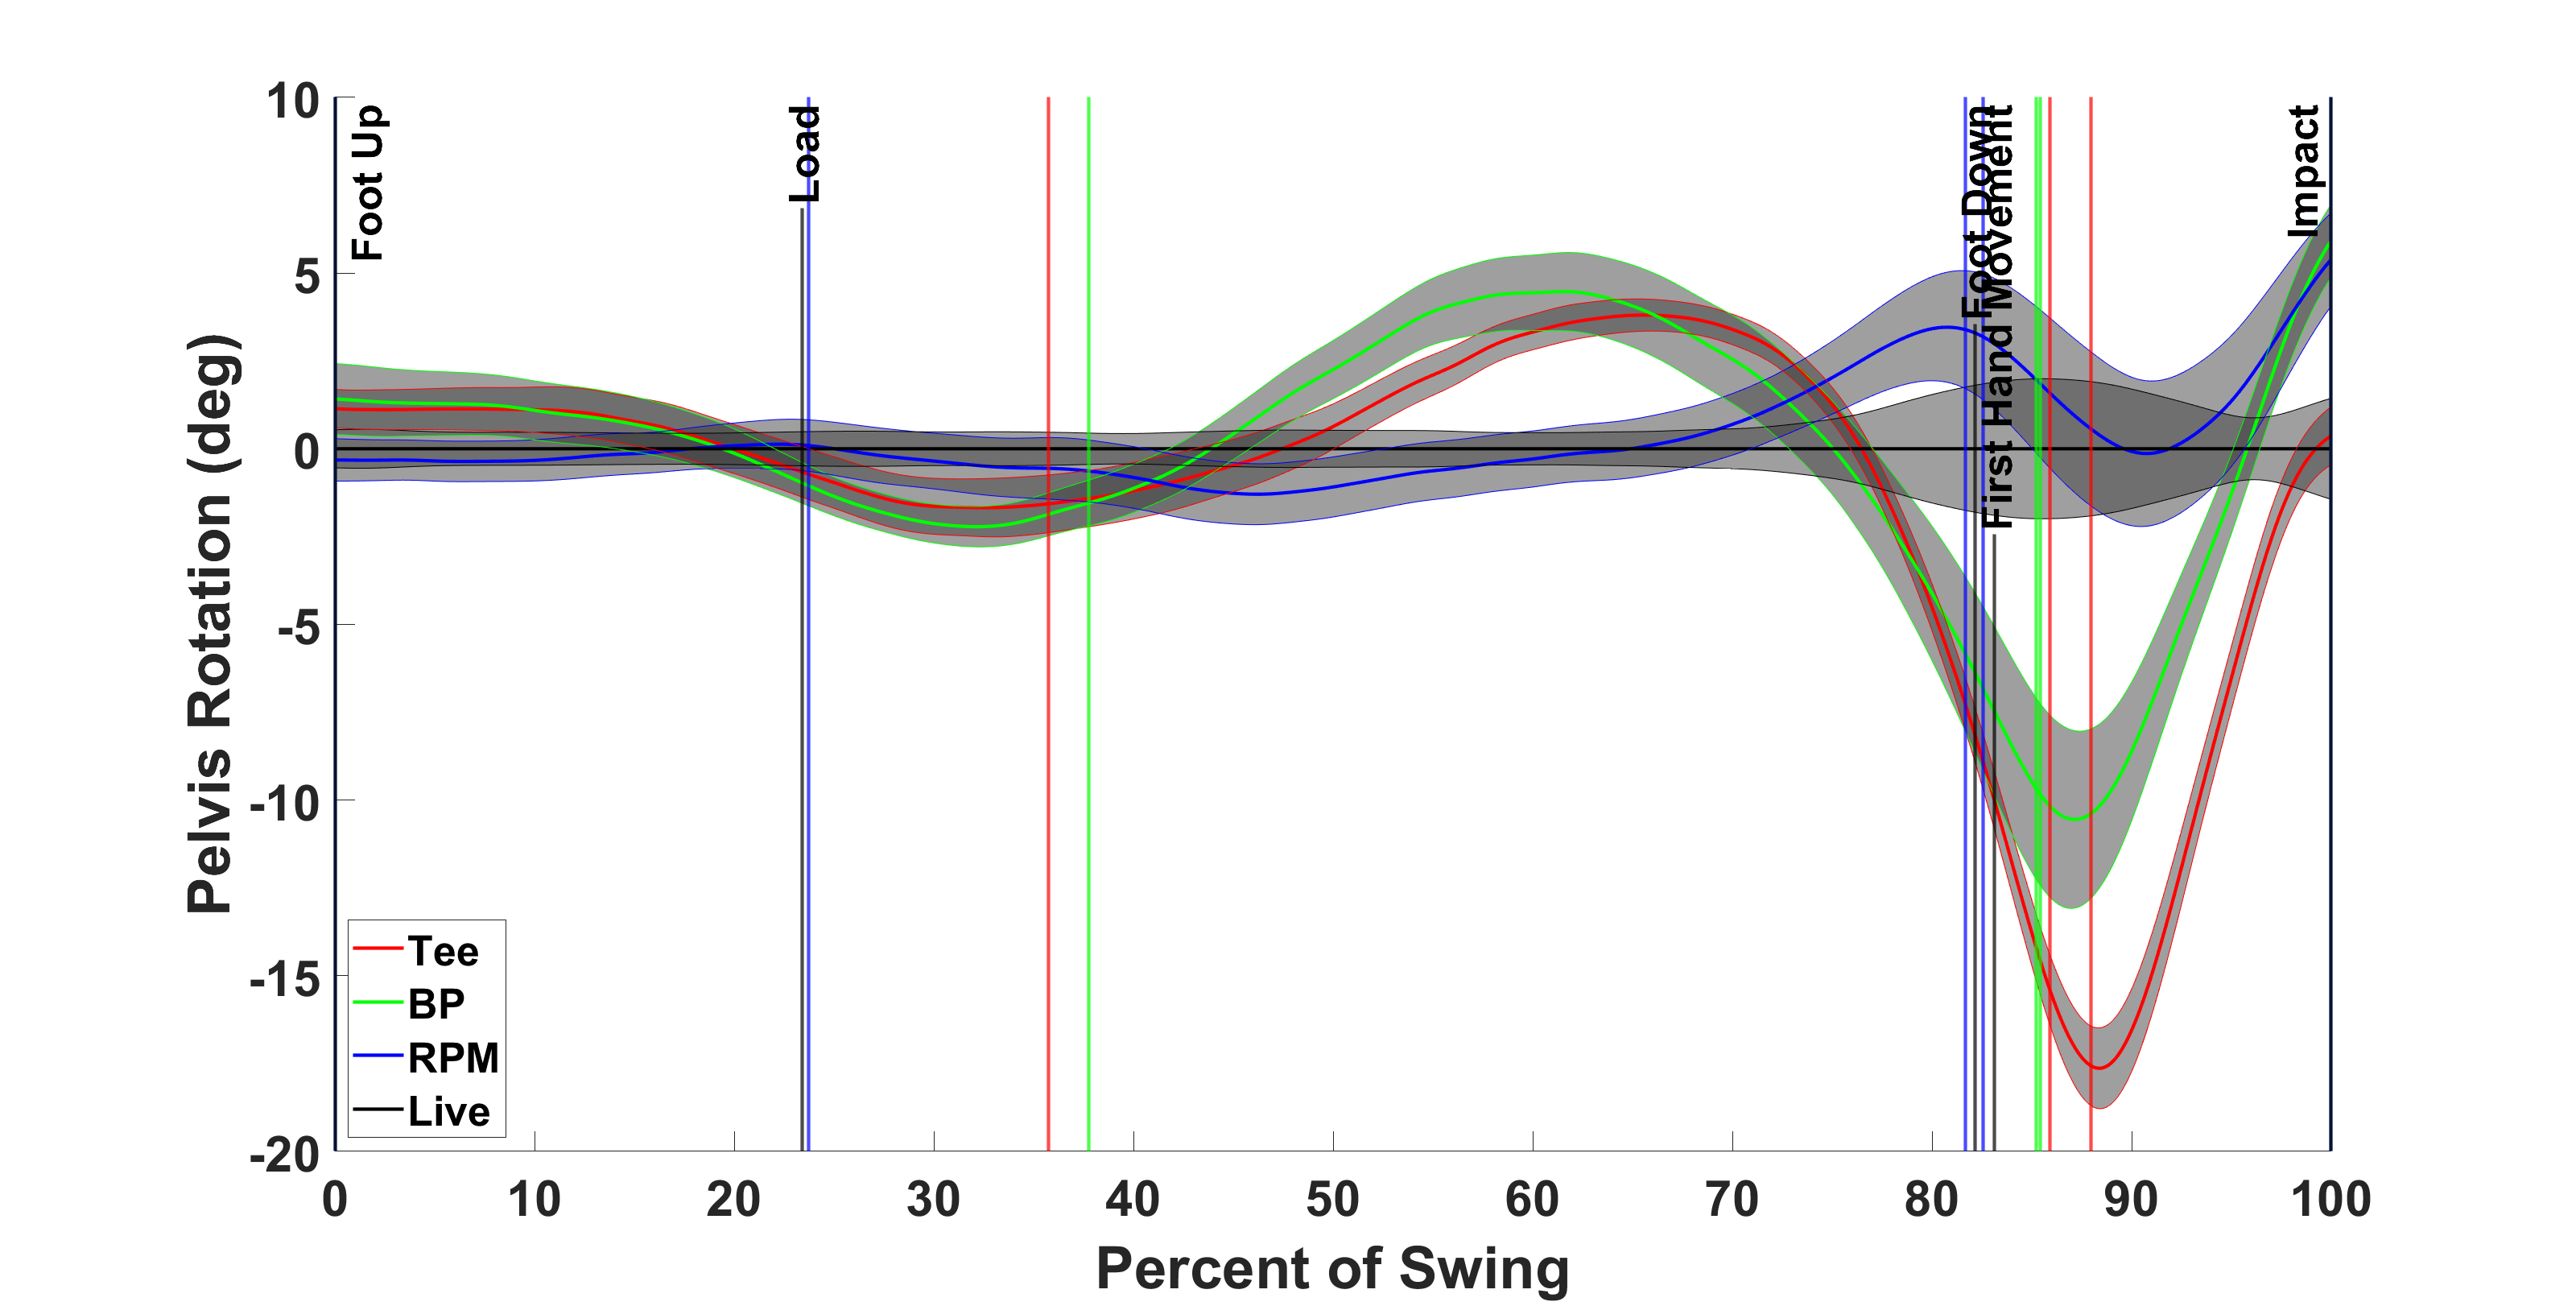 10
5
0
-5
-10
-15
-20
Pelvis Rotation (deg)
Foot Up
Load
Foot Down
First Hand Movement
Impact
Tee
BP
RPM
Live
0 10 20 30 40 50 60 70 80 90 100
Percent of Swing